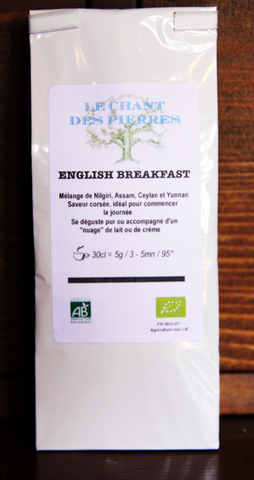 LE CHANT
DES PIERRES
ENGLISH BREAKFAST
Mélange de Nilgiri, Assam, Ceylan et Yunnan
Saveur corsée, idéal pour commencer
la journée
Se déguste pur ou accompagné d'un
"nuage" de lait ou de crème
30cl = 5g / 3 - 5mn / 95°
AB
FR-BIO-01
Agriculture non UE